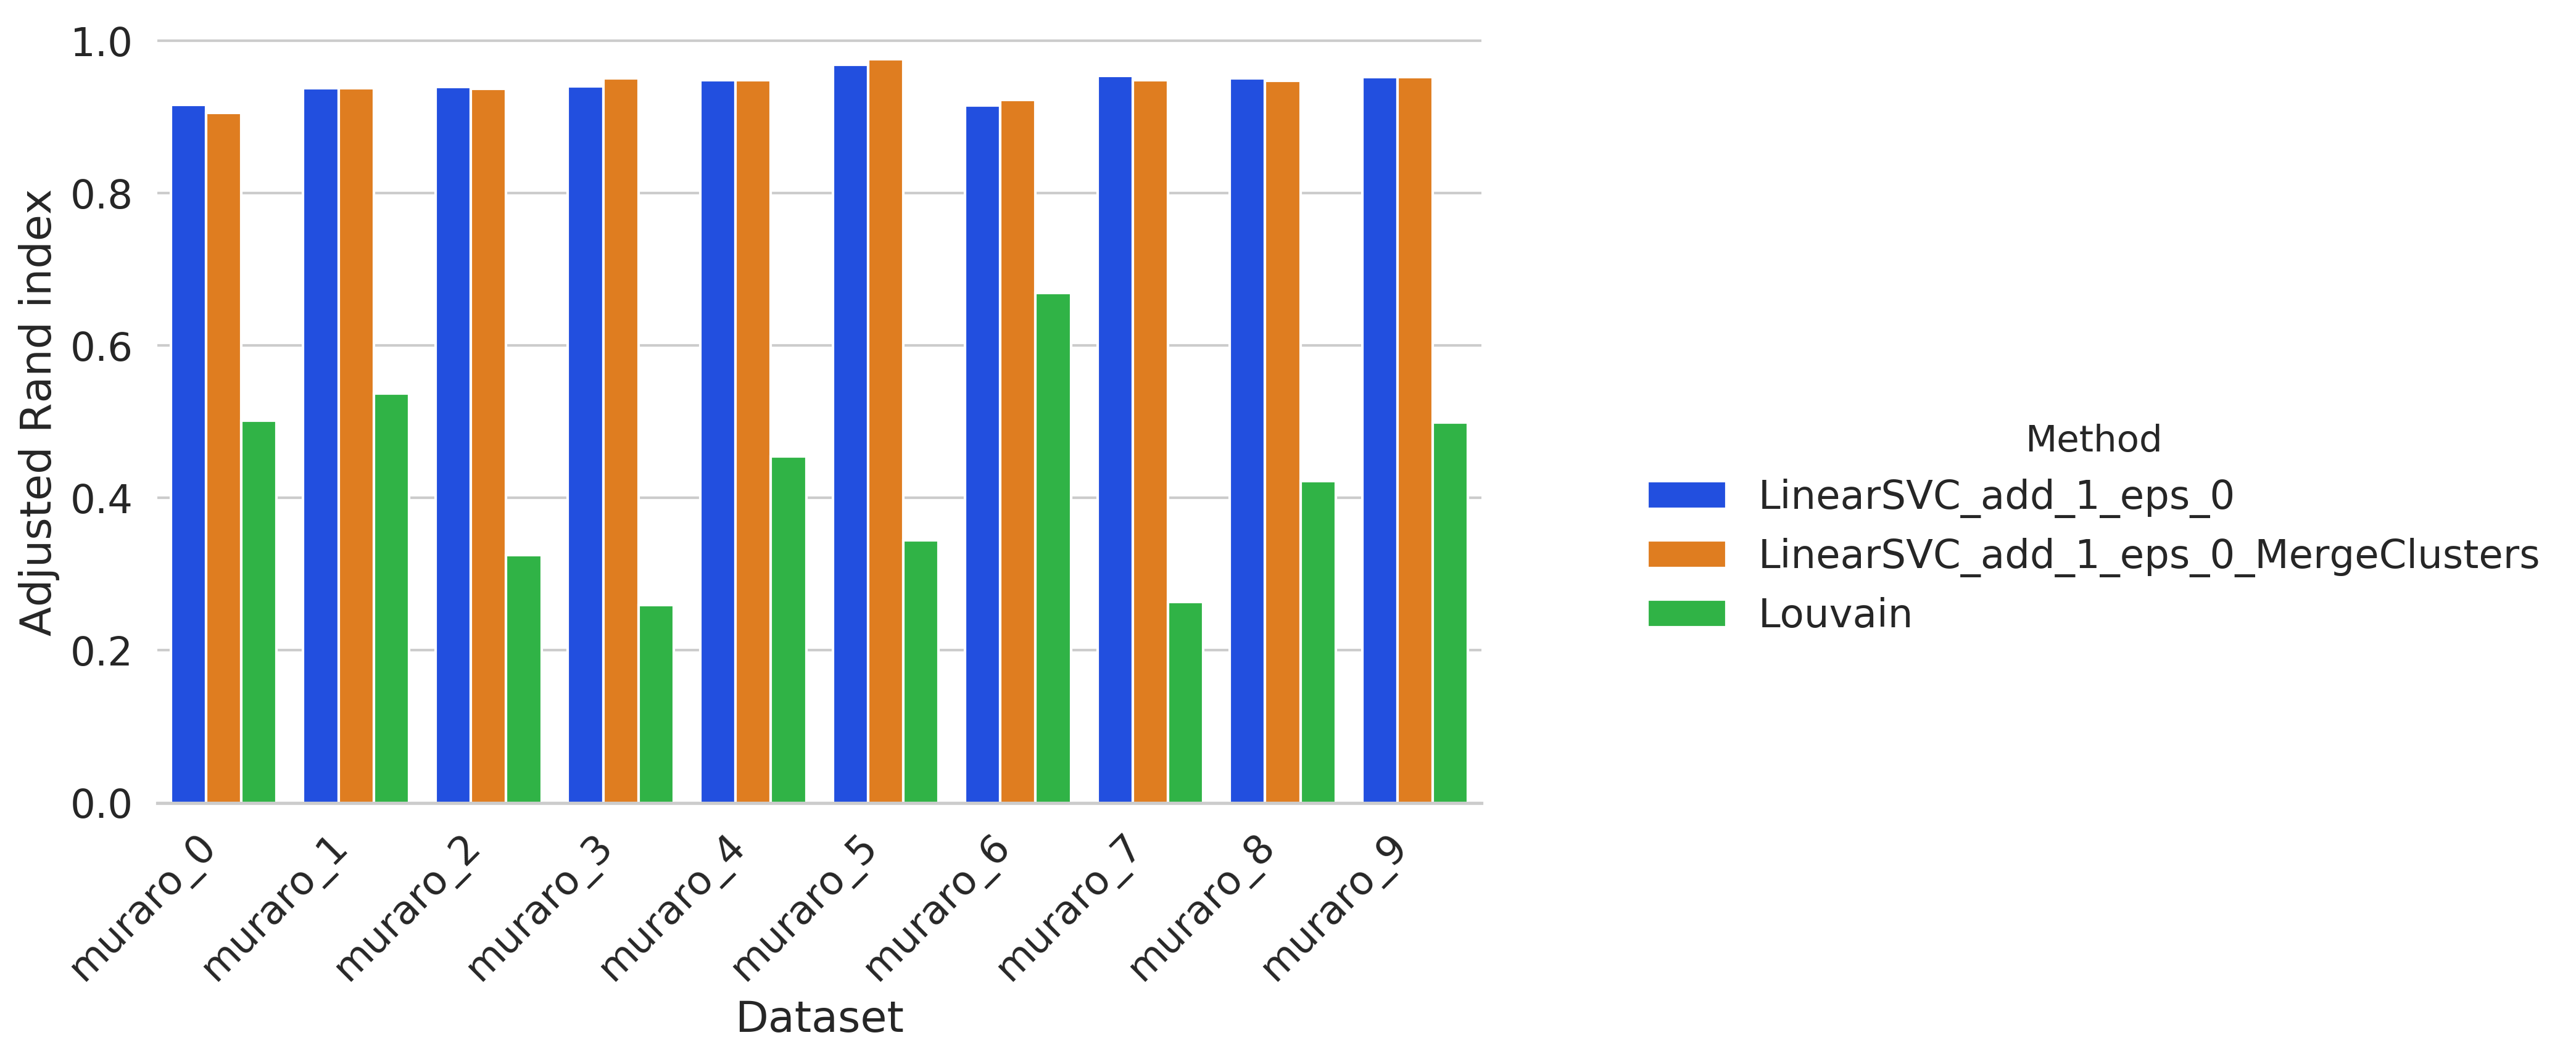 1.0
0.8
0.6
0.4
0.2
0.0
Adjusted Rand index
muraro_0
muraro_1
muraro_2
muraro_3
muraro_4
muraro_5
muraro_6
muraro_7
muraro_8
muraro_9
Dataset
Method
LinearSVC_add_1_eps_0
LinearSVC_add_1_eps_0_MergeClusters
Louvain